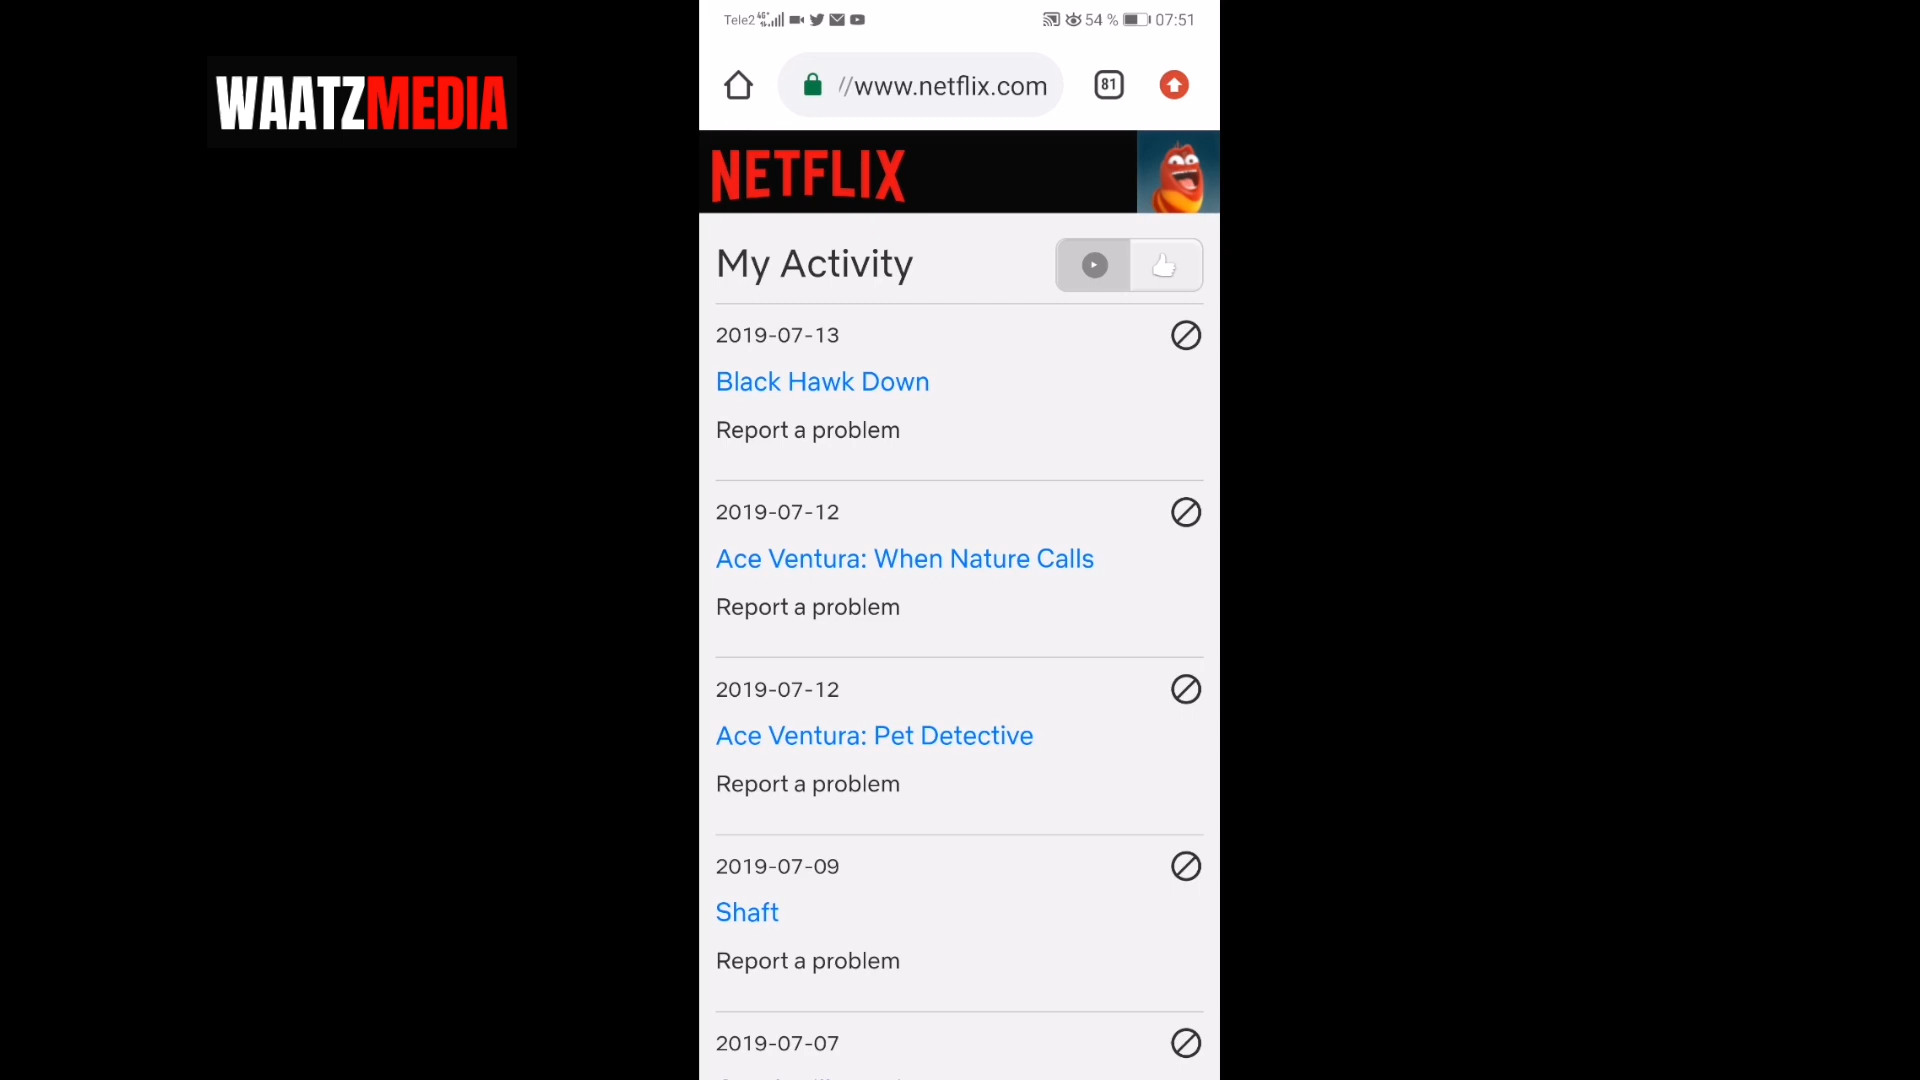 Tele2 4G+ 54 % 07:51
WAATZMEDIA
//www.netflix.com 81
NETFLIX
My Activity
2019-07-13
Black Hawk Down
Report a problem
2019-07-12
Ace Ventura: When Nature Calls
Report a problem
2019-07-12
Ace Ventura: Pet Detective
Report a problem
2019-07-09
Shaft
Report a problem
2019-07-07